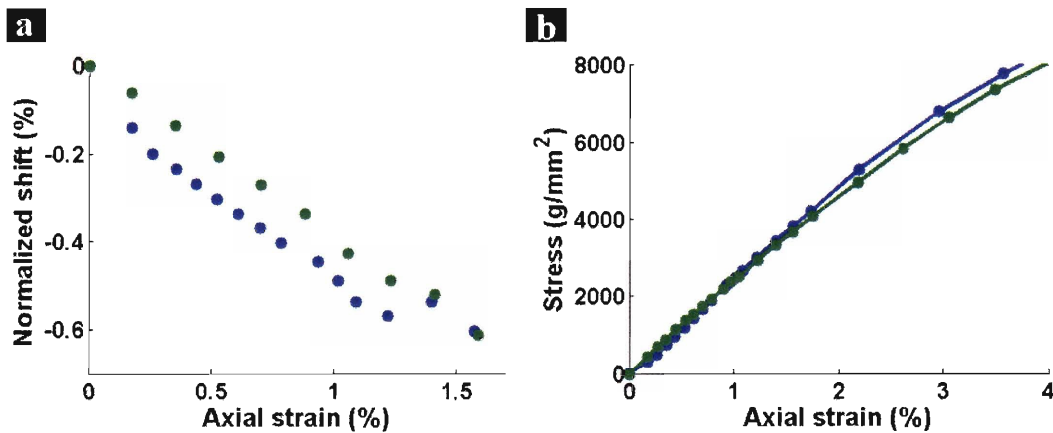 a
Normalized shift (%)
0
-0.2
-0.4
-0.6
0 0.5 1 1.5
Axial strain (%)
b
Stress (g/mm²)
8000
6000
4000
2000
0
0 1 2 3 4
Axial strain (%)